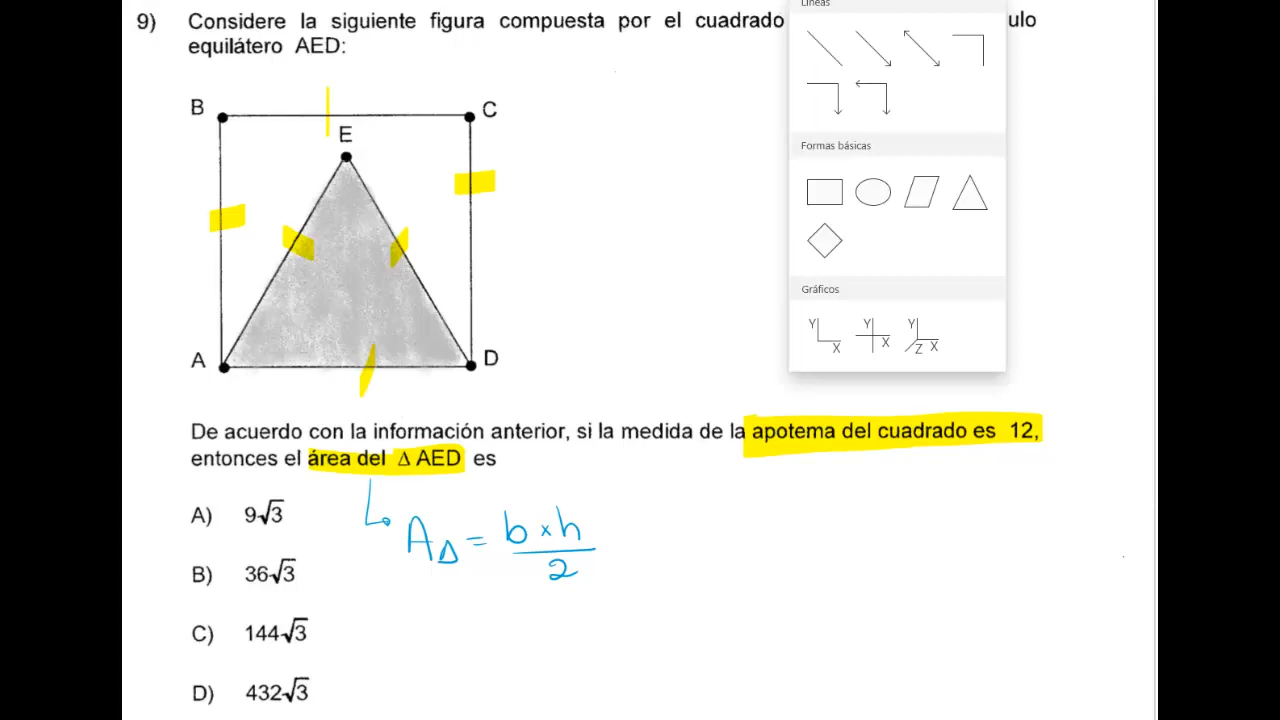 9) Considere la siguiente figura compuesta por el cuadrado ulo
equilátero AED:
B
C
E
A
D
De acuerdo con la información anterior, si la medida de la apotema del cuadrado es 12,
entonces el área del Δ AED es
A) 9√3
B) 36√3
C) 144√3
D) 432√3
AΔ = b × h / 2
Líneas
Formas básicas
Gráficos
Y X
Y X
Y Z X